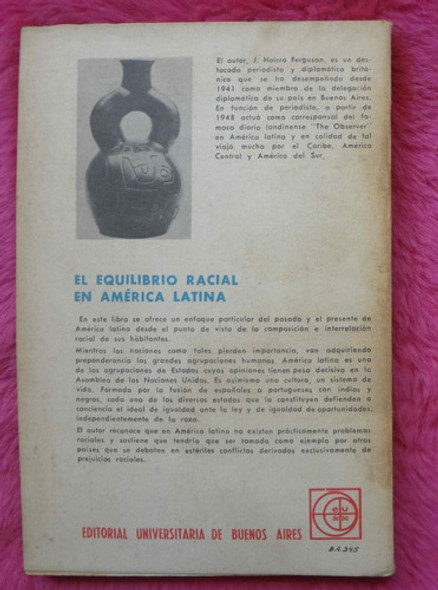 El autor, J. Halcro Ferguson, es un des-
tacado periodista y diplomático britá-
nico que se ha desempeñado desde
1941 como miembro de la delegación
diplomática de su país en Buenos Aires.
En función de periodista, a partir de
1948 actuó como corresponsal del fa-
moso diario londinense "The Observer"
en América Latina y en calidad de tal
viajó mucho por el Caribe, América
Central y América del Sur.
EL EQUILIBRIO RACIAL
EN AMÉRICA LATINA
En este libro se ofrece un enfoque particular del pasado y el presente de
América latina desde el punto de vista de la composición e interrelación
racial de sus habitantes.
Mientras las naciones como tales pierden importancia, van adquiriendo
preponderancia las grandes agrupaciones humanas. América latina es una
de las agrupaciones de Estados cuyas opiniones tienen peso decisivo en la
Asamblea de las Naciones Unidas. Es asimismo una cultura, un sistema de
vida. Formada por la fusión de españoles o portugueses, con indios y
negros, cada uno de los diversos estados que la constituyen defienden a
conciencia el ideal de igualdad ante la ley y de igualdad de oportunidades,
independientemente de la raza.
El autor reconoce que en América latina no existen prácticamente problemas
raciales y sostiene que tendría que ser tomada como ejemplo por otros
países que se debaten en estériles conflictos derivados exclusivamente de
prejuicios raciales.
EDITORIAL UNIVERSITARIA DE BUENOS AIRES